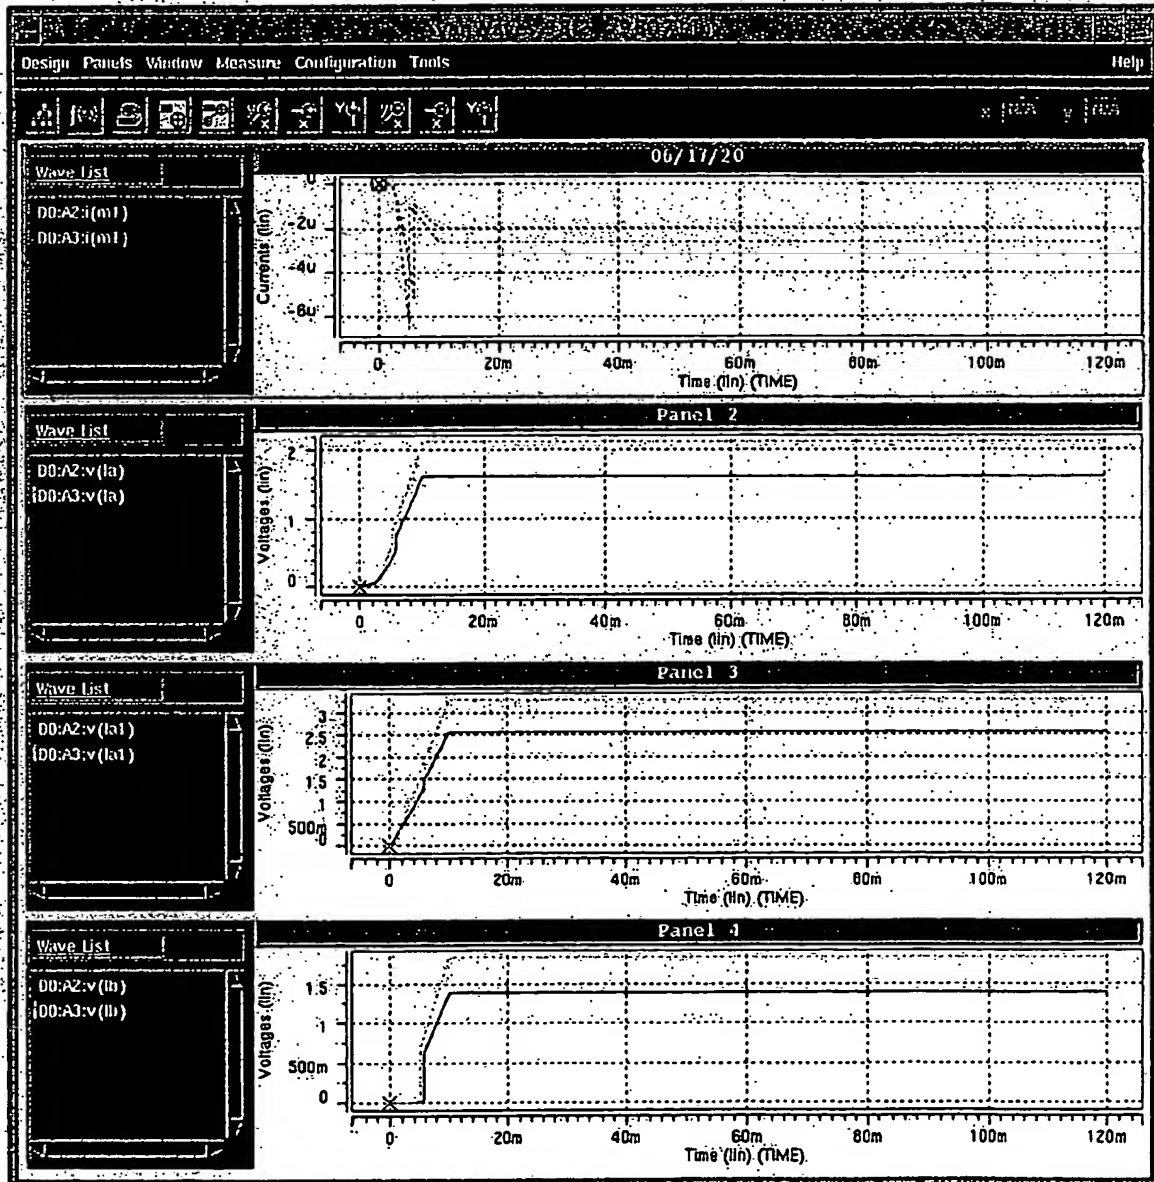 Design Panels Window Measure Configuration Tools Help
06/17/20
Wave List
D0:A2:i(m1)
D0:A3:i(m1)
Currents (lin)
0
-2u
-4u
-6u
0 20m 40m 60m 80m 100m 120m
Time (lin) (TIME)
Panel 2
Wave List
D0:A2:v(la)
D0:A3:v(la)
Voltages (lin)
2
1
0
0 20m 40m 60m 80m 100m 120m
Time (lin) (TIME)
Panel 3
Wave List
D0:A2:v(la1)
D0:A3:v(la1)
Voltages (lin)
3
2.5
2
1.5
1
500m
0
0 20m 40m 60m 80m 100m 120m
Time (lin) (TIME)
Panel 4
Wave List
D0:A2:v(lb)
D0:A3:v(lb)
Voltages (lin)
1.5
1
500m
0
0 20m 40m 60m 80m 100m 120m
Time (lin) (TIME)